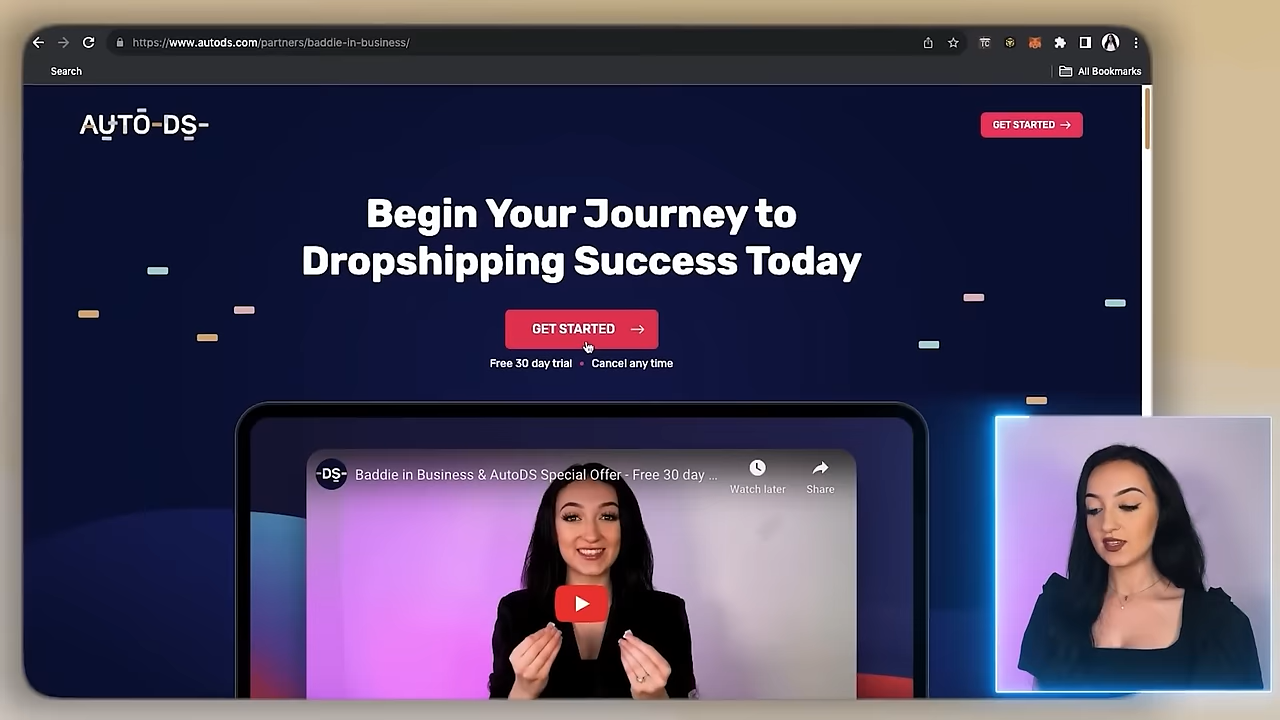 https://www.autods.com/partners/baddie-in-business/
Search
All Bookmarks
AUTO-DS-
GET STARTED
Begin Your Journey to
Dropshipping Success Today
GET STARTED
Free 30 day trial • Cancel any time
-DS-
Baddie in Business & AutoDS Special Offer - Free 30 day ...
Watch later
Share